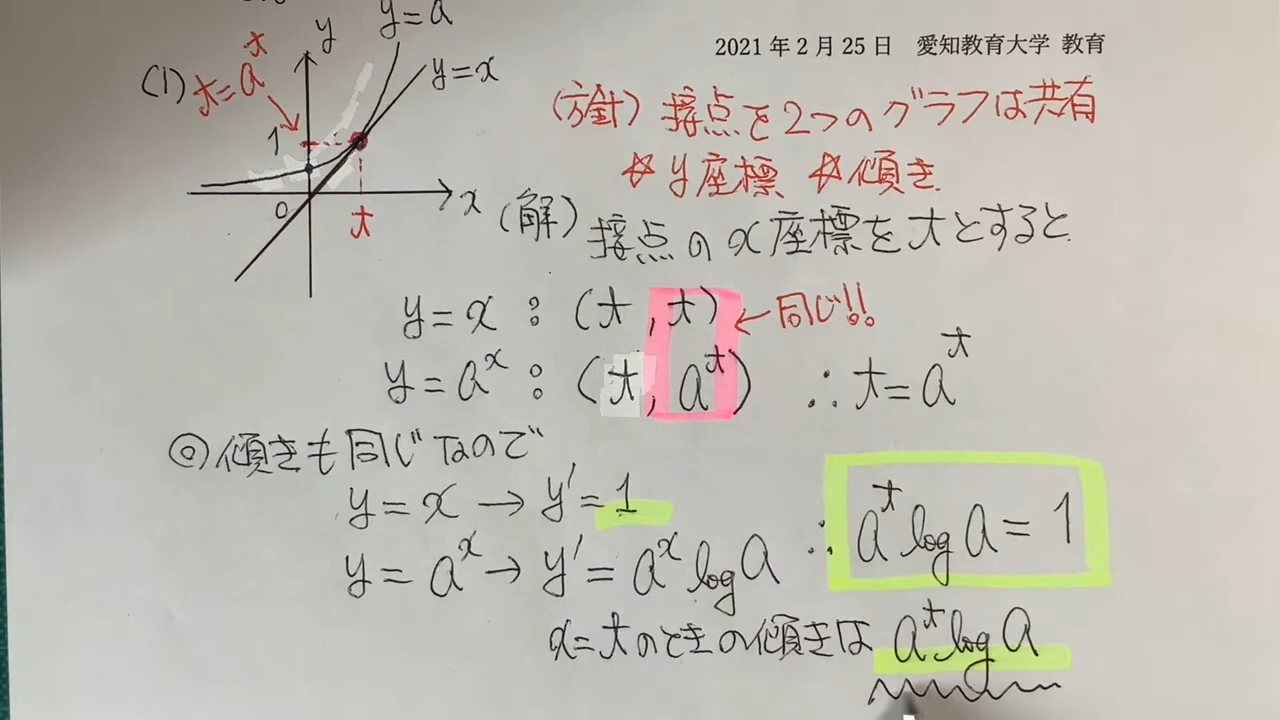 2021年2月25日 愛知教育大学 教育
(1)
t=a^t
y
y=a
y=x
1
0
t
x
(方針) 接点を2つのグラフは共有
☆y座標 ☆傾き
(解) 接点のx座標をtとすると
y=x : (t, t) ← 同じ!!
y=a^x : (t, a^t) ∴ t=a^t
◎傾きも同じなので
y=x → y'=1
y=a^x → y'=a^x log a ∴ a^t log a = 1
x=tのときの傾きは a^t log a